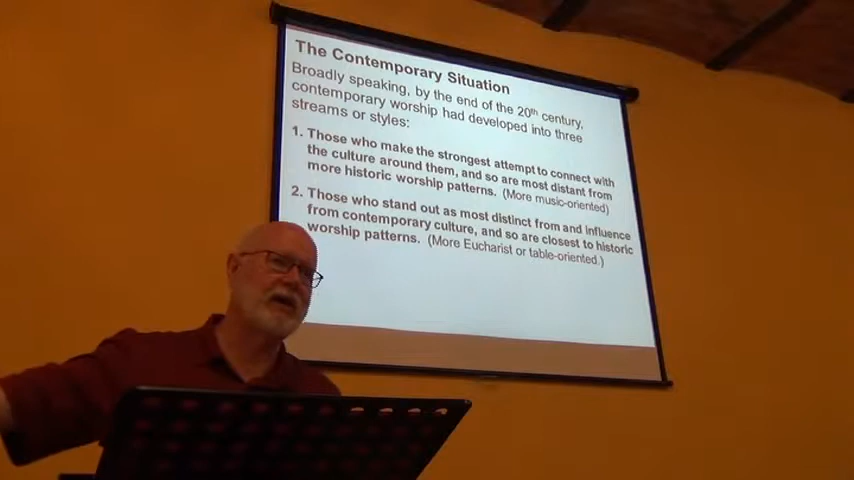 The Contemporary Situation
Broadly speaking, by the end of the 20th century,
contemporary worship had developed into three
streams or styles:
1. Those who make the strongest attempt to connect with
the culture around them, and so are most distant from
more historic worship patterns. (More music-oriented)
2. Those who stand out as most distinct from and influence
from contemporary culture, and so are closest to historic
worship patterns. (More Eucharist or table-oriented.)